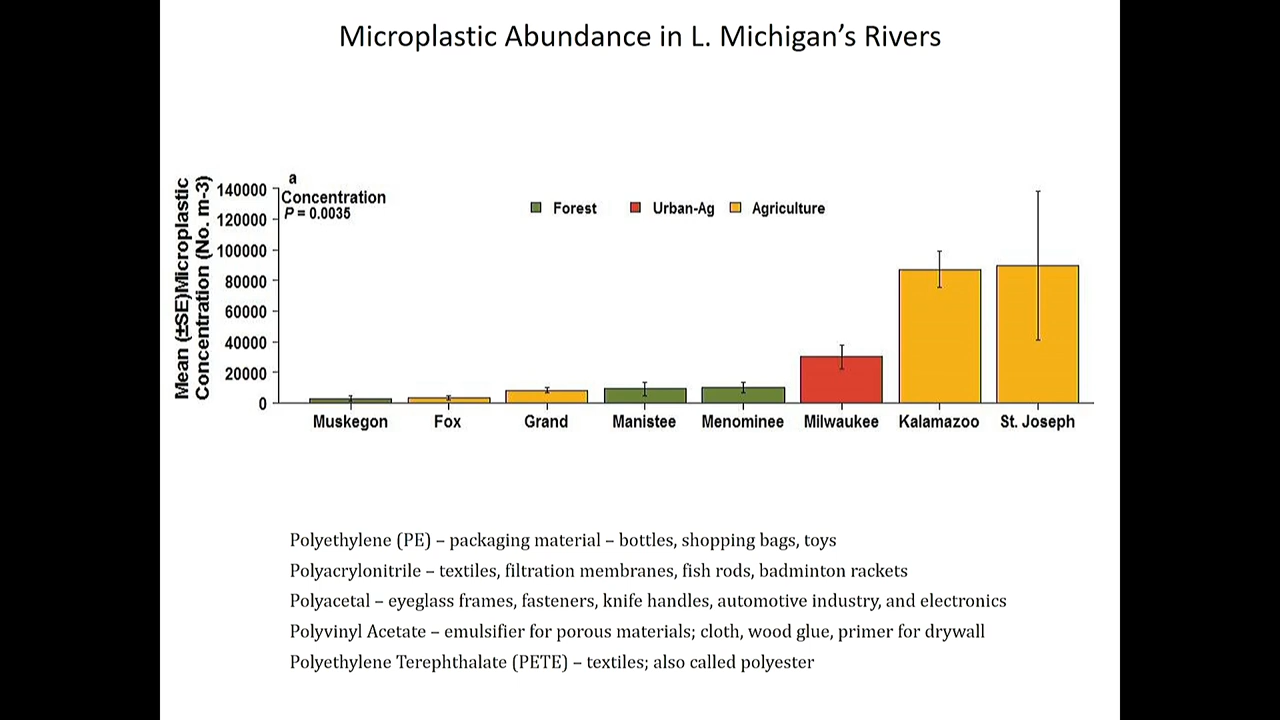 Microplastic Abundance in L. Michigan’s Rivers
Mean (±SE)Microplastic
Concentration (No. m-3)
a
Concentration
P = 0.0035
Forest Urban-Ag Agriculture
140000
120000
100000
80000
60000
40000
20000
0
Muskegon Fox Grand Manistee Menominee Milwaukee Kalamazoo St. Joseph
Polyethylene (PE) – packaging material – bottles, shopping bags, toys
Polyacrylonitrile – textiles, filtration membranes, fish rods, badminton rackets
Polyacetal – eyeglass frames, fasteners, knife handles, automotive industry, and electronics
Polyvinyl Acetate – emulsifier for porous materials; cloth, wood glue, primer for drywall
Polyethylene Terephthalate (PETE) – textiles; also called polyester